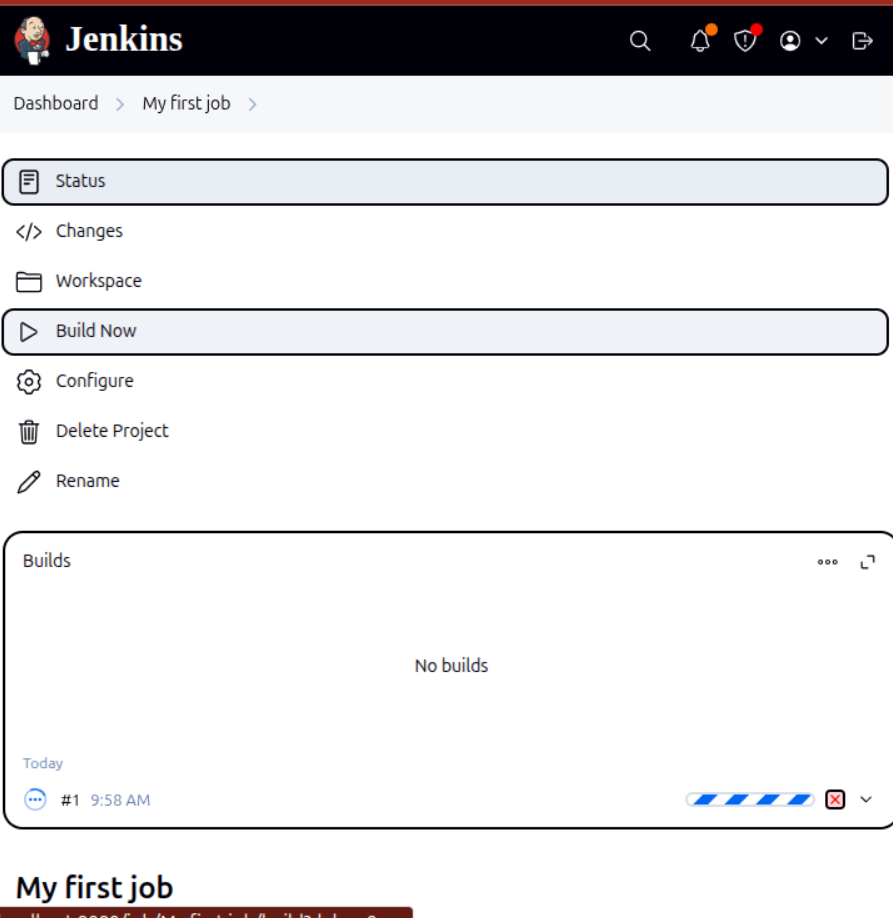 Jenkins
Dashboard > My first job >
Status
</> Changes
Workspace
Build Now
Configure
Delete Project
Rename
Builds
No builds
Today
#1 9:58 AM
My first job